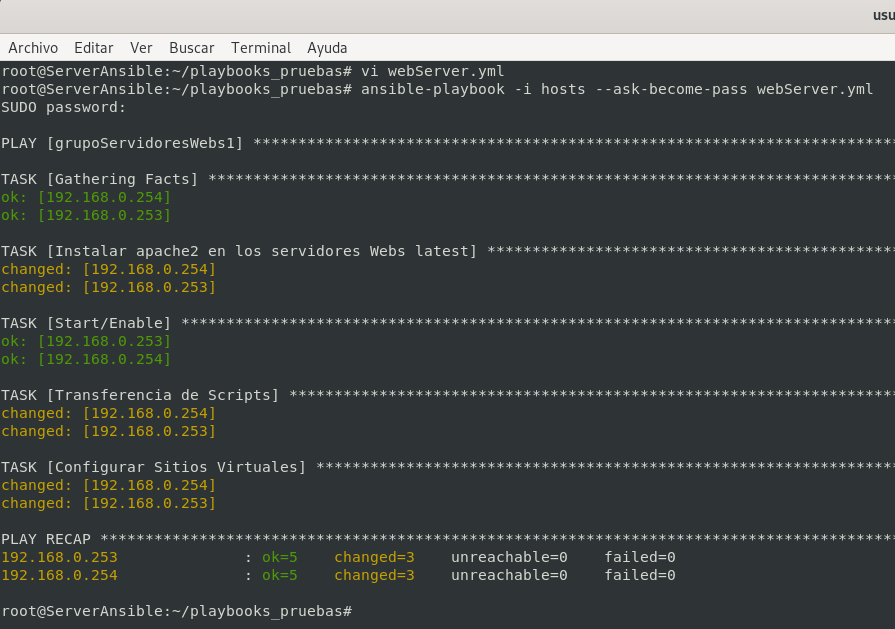 usu
Archivo Editar Ver Buscar Terminal Ayuda
root@ServerAnsible:~/playbooks_pruebas# vi webServer.yml
root@ServerAnsible:~/playbooks_pruebas# ansible-playbook -i hosts --ask-become-pass webServer.yml
SUDO password:
PLAY [grupoServidoresWebs1] ************************************************************************
TASK [Gathering Facts] *****************************************************************************
ok: [192.168.0.254]
ok: [192.168.0.253]
TASK [Instalar apache2 en los servidores Webs latest] **********************************************
changed: [192.168.0.254]
changed: [192.168.0.253]
TASK [Start/Enable] ********************************************************************************
ok: [192.168.0.253]
ok: [192.168.0.254]
TASK [Transferencia de Scripts] ********************************************************************
changed: [192.168.0.254]
changed: [192.168.0.253]
TASK [Configurar Sitios Virtuales] *****************************************************************
changed: [192.168.0.254]
changed: [192.168.0.253]
PLAY RECAP *****************************************************************************************
192.168.0.253              : ok=5    changed=3    unreachable=0    failed=0
192.168.0.254              : ok=5    changed=3    unreachable=0    failed=0
root@ServerAnsible:~/playbooks_pruebas#